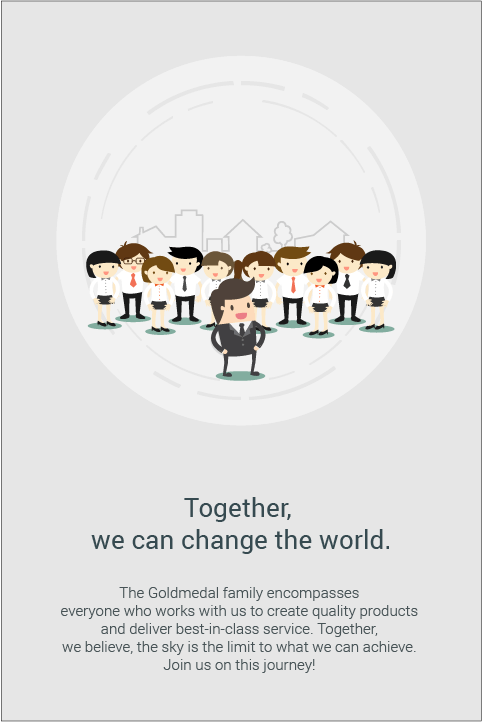 Together,
we can change the world.
The Goldmedal family encompasses
everyone who works with us to create quality products
and deliver best-in-class service. Together,
we believe, the sky is the limit to what we can achieve.
Join us on this journey!